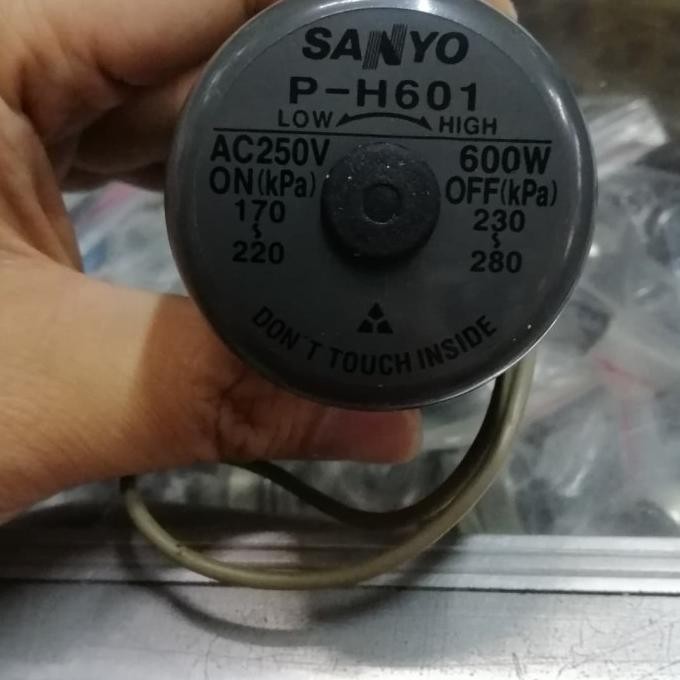 SANYO
P-H601
LOW HIGH
AC250V 600W
ON(kPa) OFF(kPa)
170 230
~ ~
220 280
DON'T TOUCH INSIDE